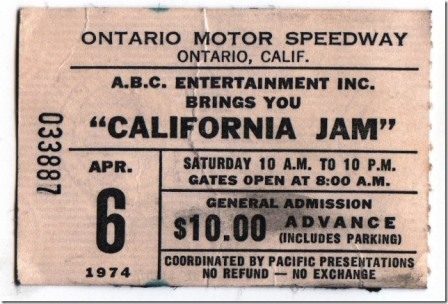 ONTARIO MOTOR SPEEDWAY
ONTARIO, CALIF.
A.B.C. ENTERTAINMENT INC.
BRINGS YOU
"CALIFORNIA JAM"
033887
APR.
6
1974
SATURDAY 10 A.M. TO 10 P.M.
GATES OPEN AT 8:00 A.M.
GENERAL ADMISSION
$10.00 ADVANCE
(INCLUDES PARKING)
COORDINATED BY PACIFIC PRESENTATIONS
NO REFUND — NO EXCHANGE